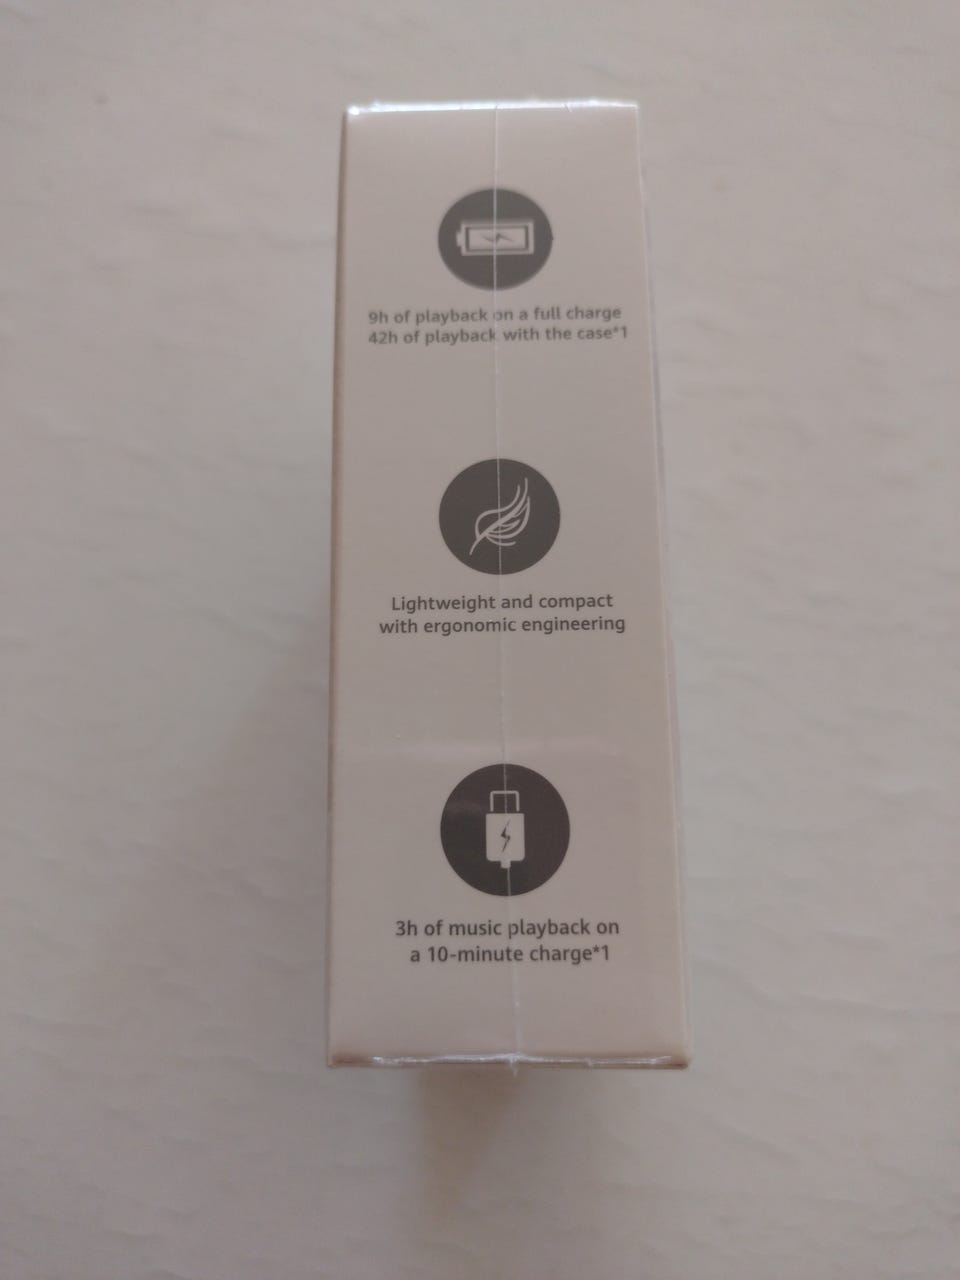 9h of playback on a full charge
42h of playback with the case*1
Lightweight and compact
with ergonomic engineering
3h of music playback on
a 10-minute charge*1